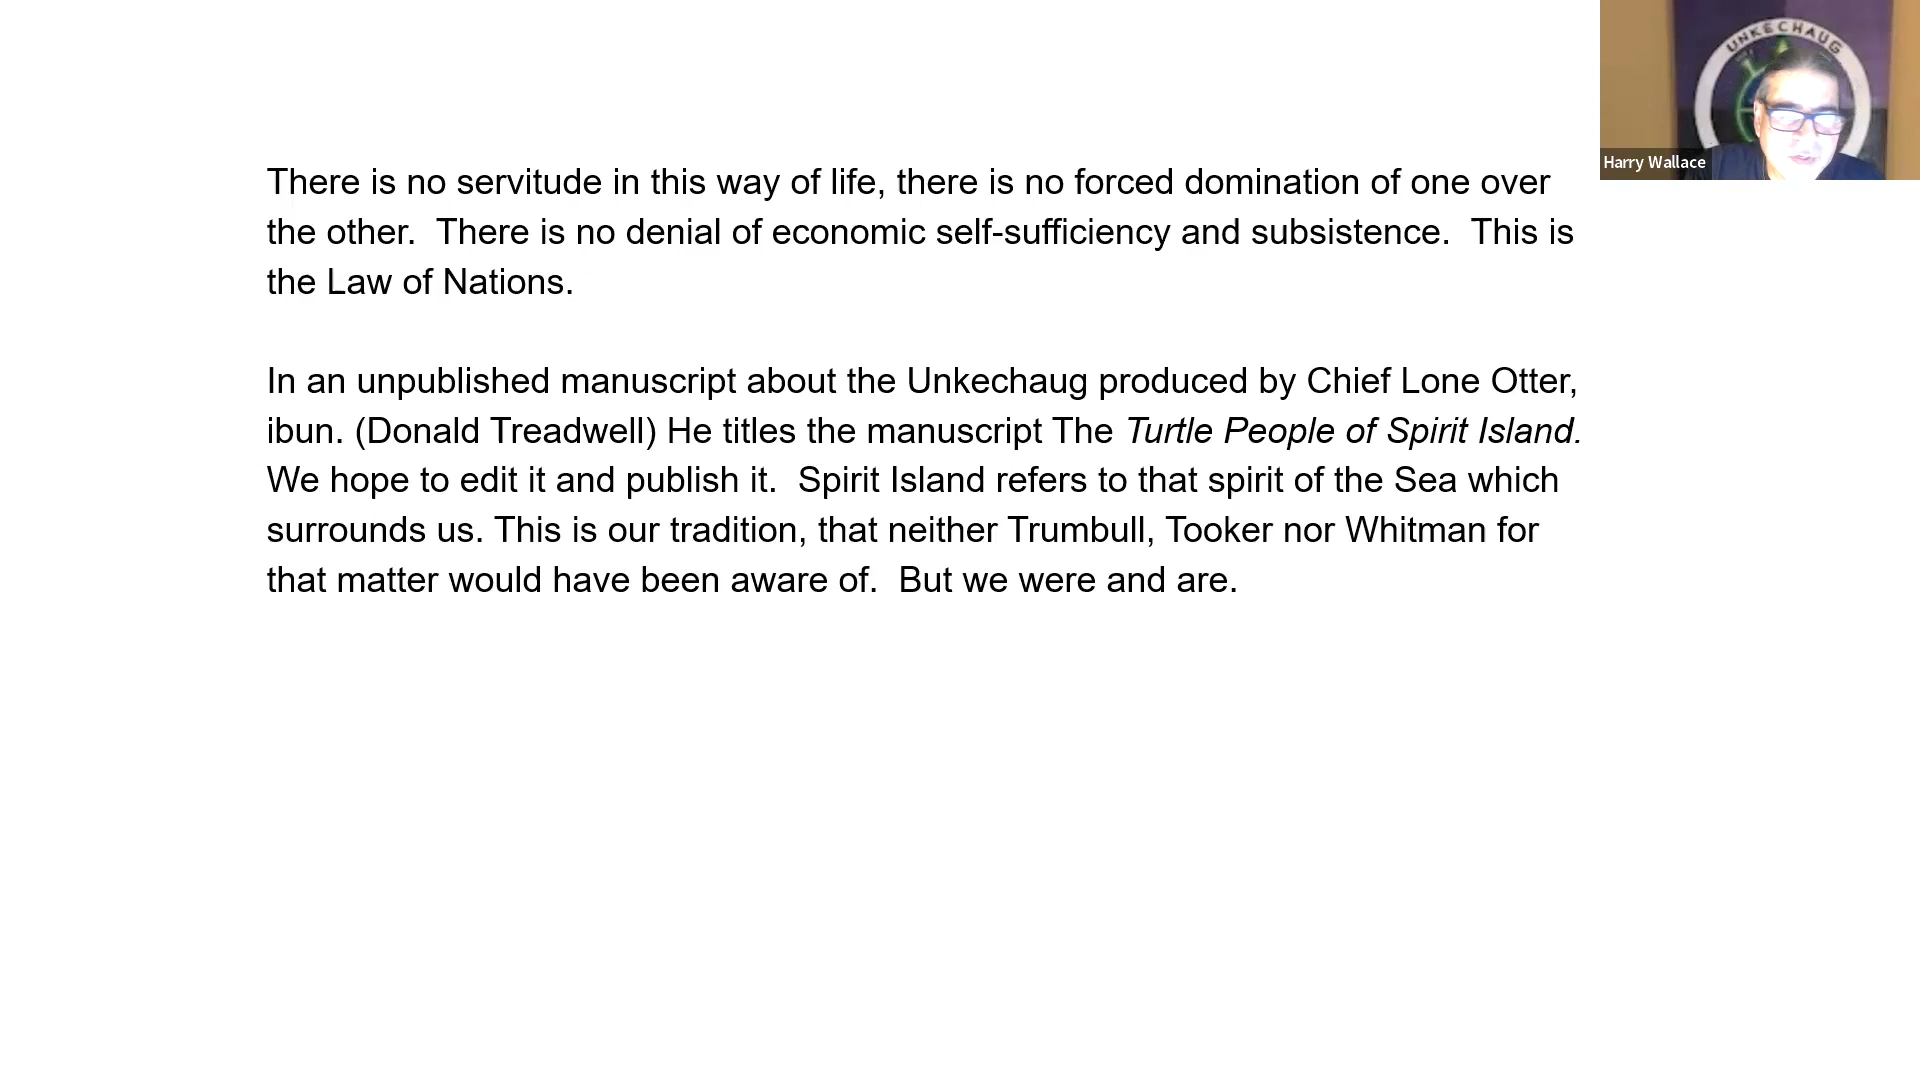 UNKECHAUG
Harry Wallace
There is no servitude in this way of life, there is no forced domination of one over
the other.  There is no denial of economic self-sufficiency and subsistence.  This is
the Law of Nations.
In an unpublished manuscript about the Unkechaug produced by Chief Lone Otter,
ibun. (Donald Treadwell) He titles the manuscript The Turtle People of Spirit Island.
We hope to edit it and publish it.  Spirit Island refers to that spirit of the Sea which
surrounds us. This is our tradition, that neither Trumbull, Tooker nor Whitman for
that matter would have been aware of.  But we were and are.